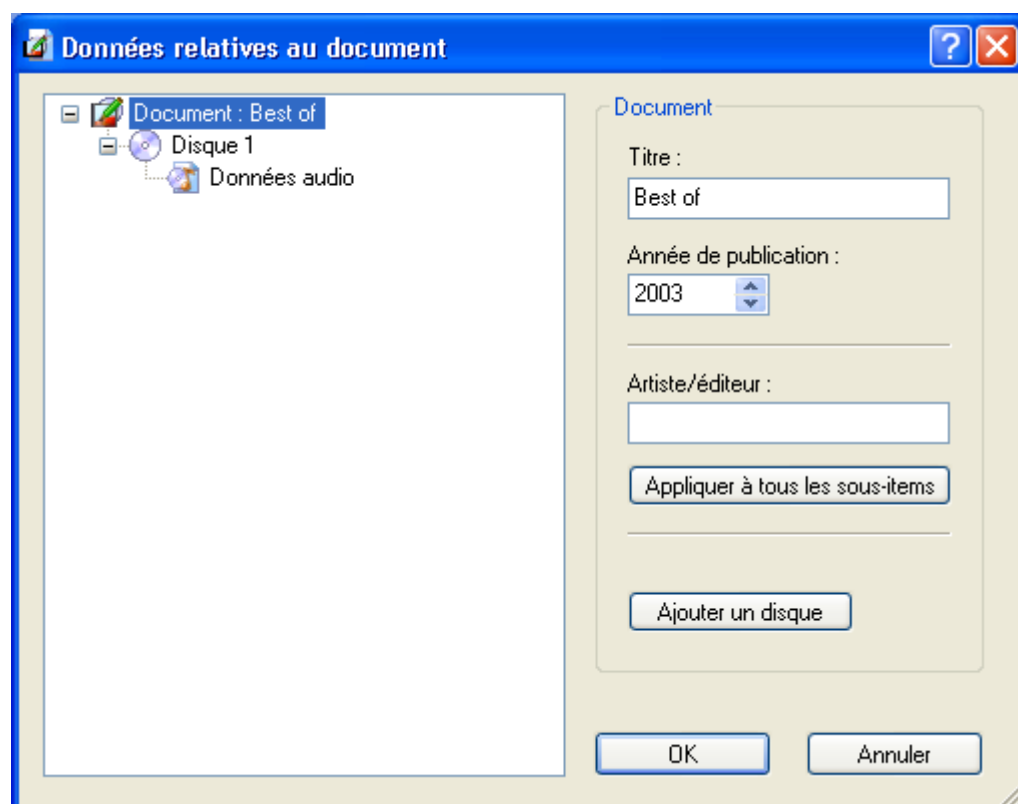 Données relatives au document
Document : Best of
Disque 1
Données audio
Document
Titre :
Best of
Année de publication :
2003
Artiste/éditeur :
Appliquer à tous les sous-items
Ajouter un disque
OK
Annuler